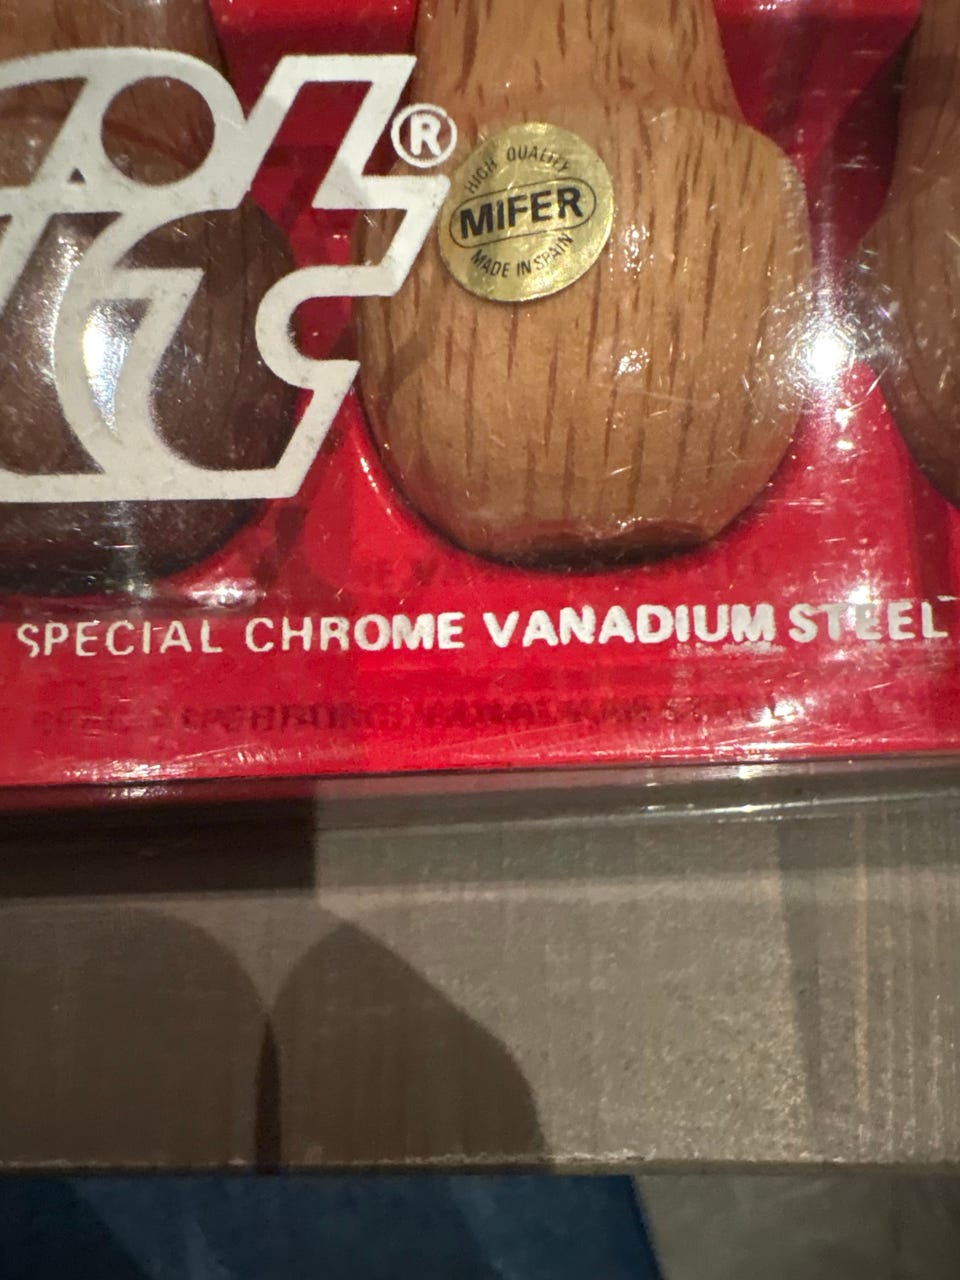 ®
HIGH QUALITY
MIFER
MADE IN SPAIN
SPECIAL CHROME VANADIUM STEEL